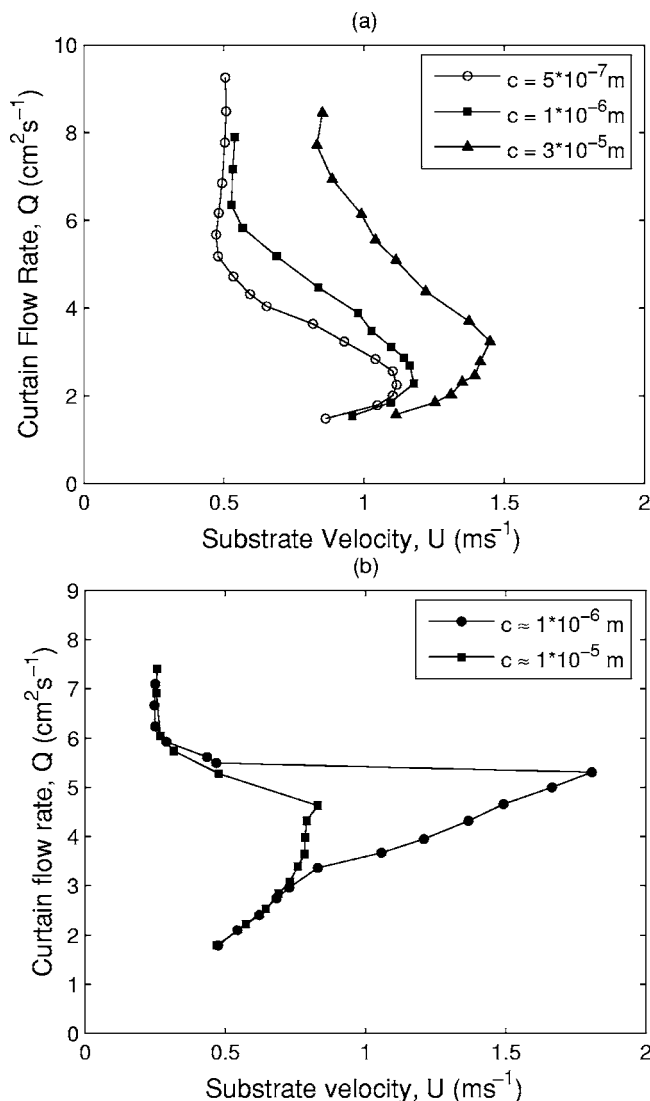 (a)
Curtain Flow Rate, Q (cm²s⁻¹)
10
8
6
4
2
0
c = 5*10⁻⁷m
c = 1*10⁻⁶m
c = 3*10⁻⁵m
0 0.5 1 1.5 2
Substrate Velocity, U (ms⁻¹)
(b)
Curtain flow rate, Q (cm²s⁻¹)
9
8
7
6
5
4
3
2
1
0
c ≈ 1*10⁻⁶ m
c ≈ 1*10⁻⁵ m
0 0.5 1 1.5 2
Substrate velocity, U (ms⁻¹)